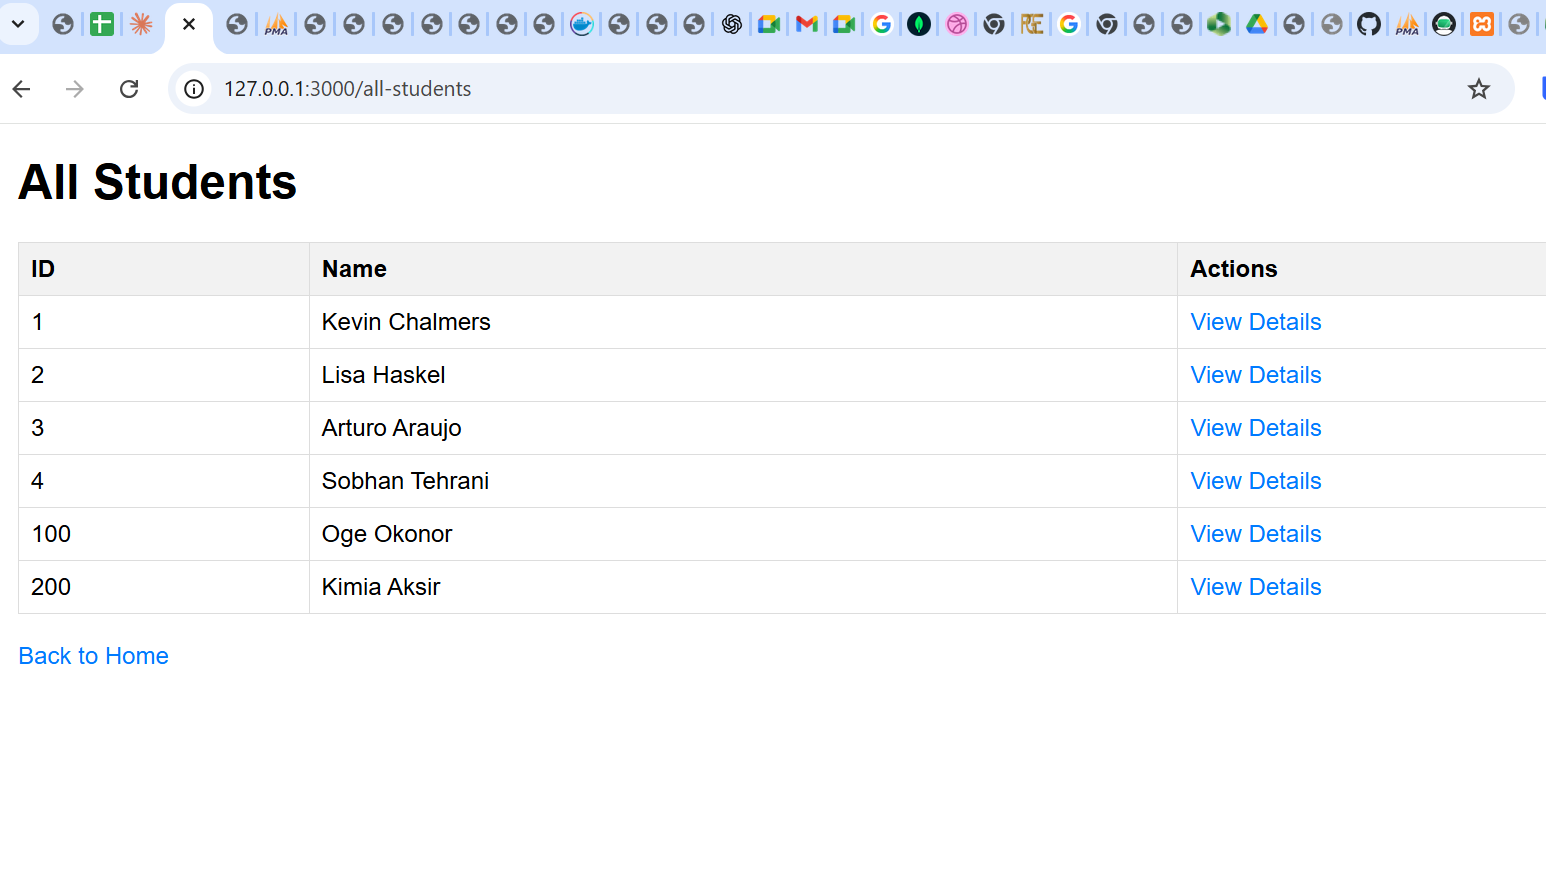 PMA
PMA
127.0.0.1:3000/all-students
All Students
ID Name Actions
1 Kevin Chalmers View Details
2 Lisa Haskel View Details
3 Arturo Araujo View Details
4 Sobhan Tehrani View Details
100 Oge Okonor View Details
200 Kimia Aksir View Details
Back to Home